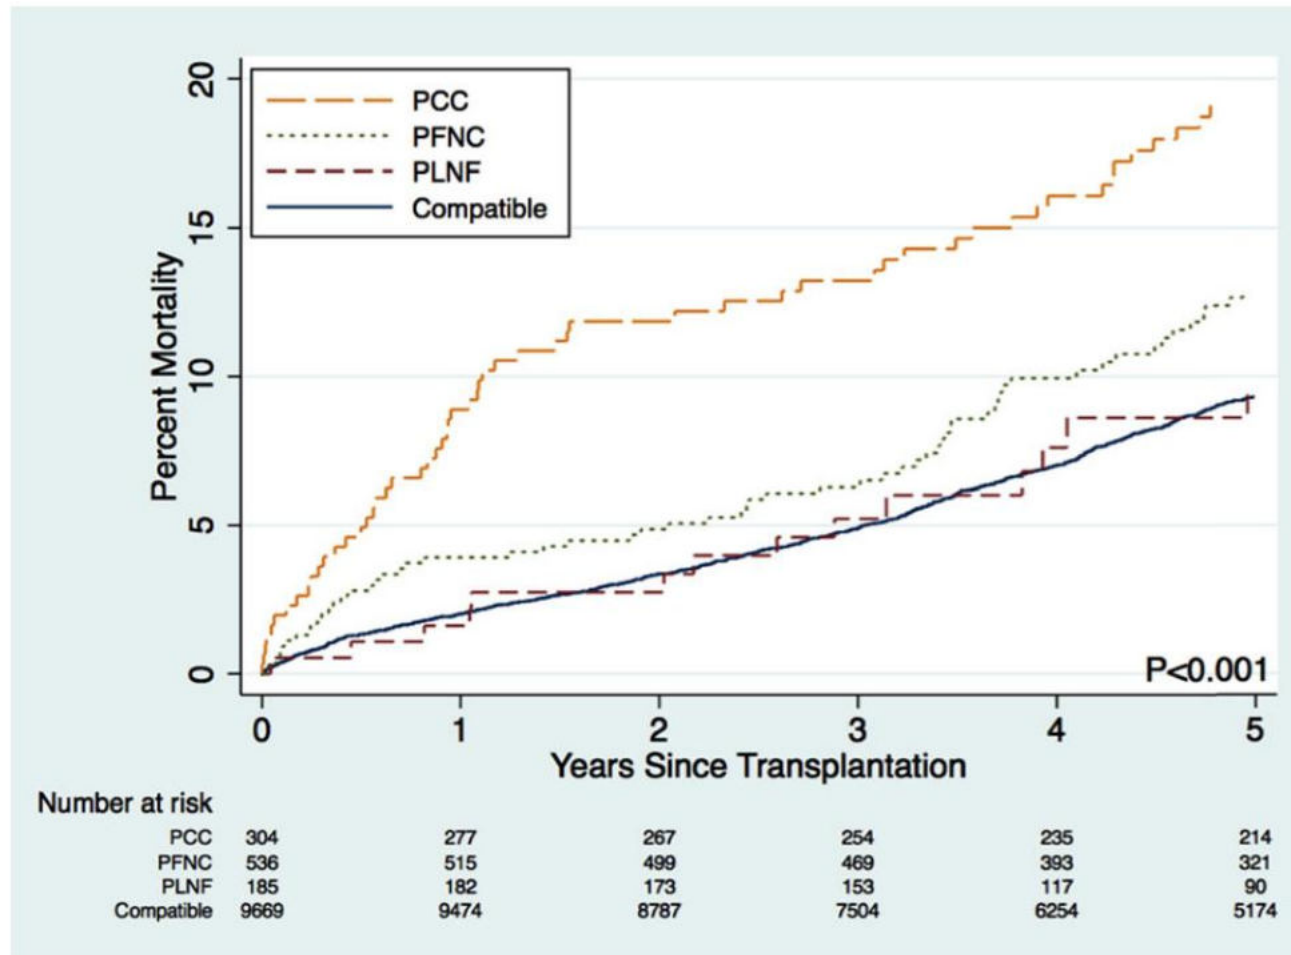 20
15
10
5
0
Percent Mortality
PCC
PFNC
PLNF
Compatible
P<0.001
0 1 2 3 4 5
Years Since Transplantation
Number at risk
PCC 304 277 267 254 235 214
PFNC 536 515 499 469 393 321
PLNF 185 182 173 153 117 90
Compatible 9669 9474 8787 7504 6254 5174